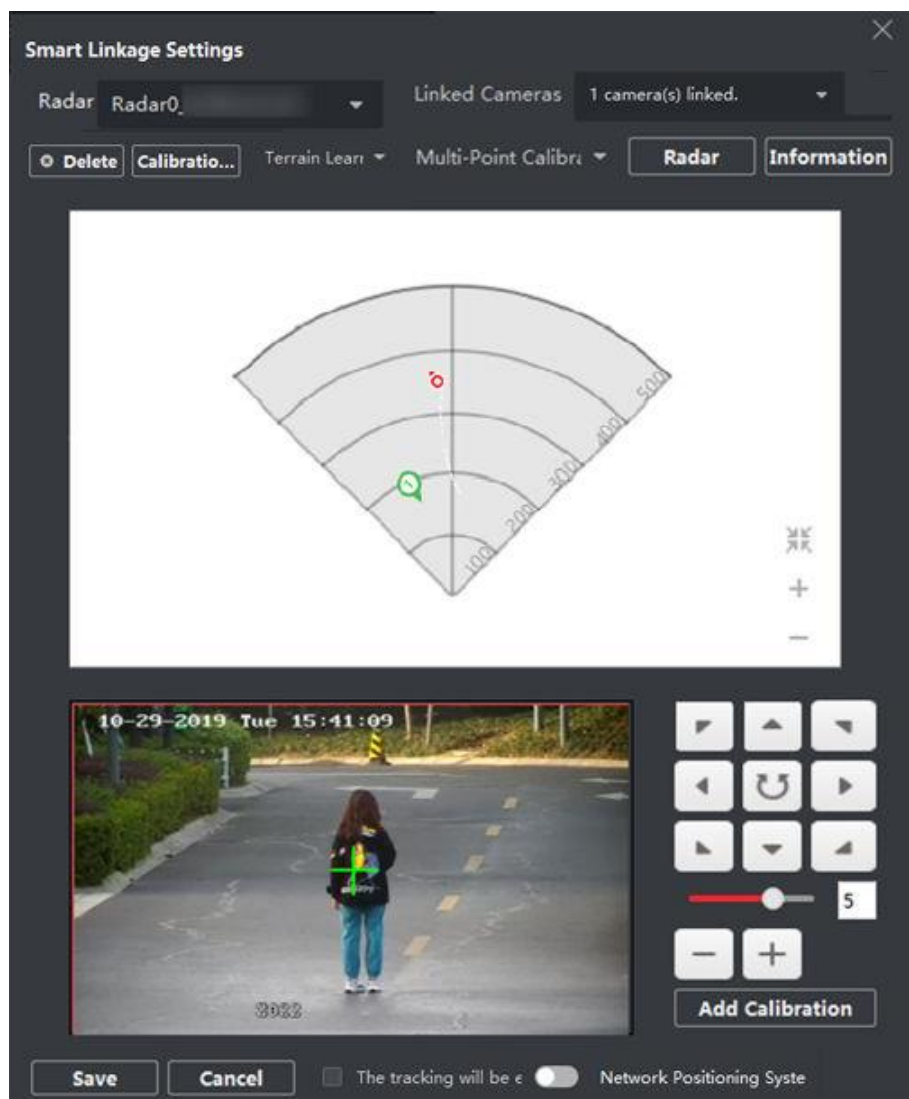 Smart Linkage Settings
Radar Radar0_ Linked Cameras 1 camera(s) linked.
Delete Calibratio... Terrain Lear Multi-Point Calibra Radar Information
500
400
300
200
100
1
10-29-2019 Tue 15:41:09
5
Add Calibration
Save Cancel The tracking will be e Network Positioning Syste